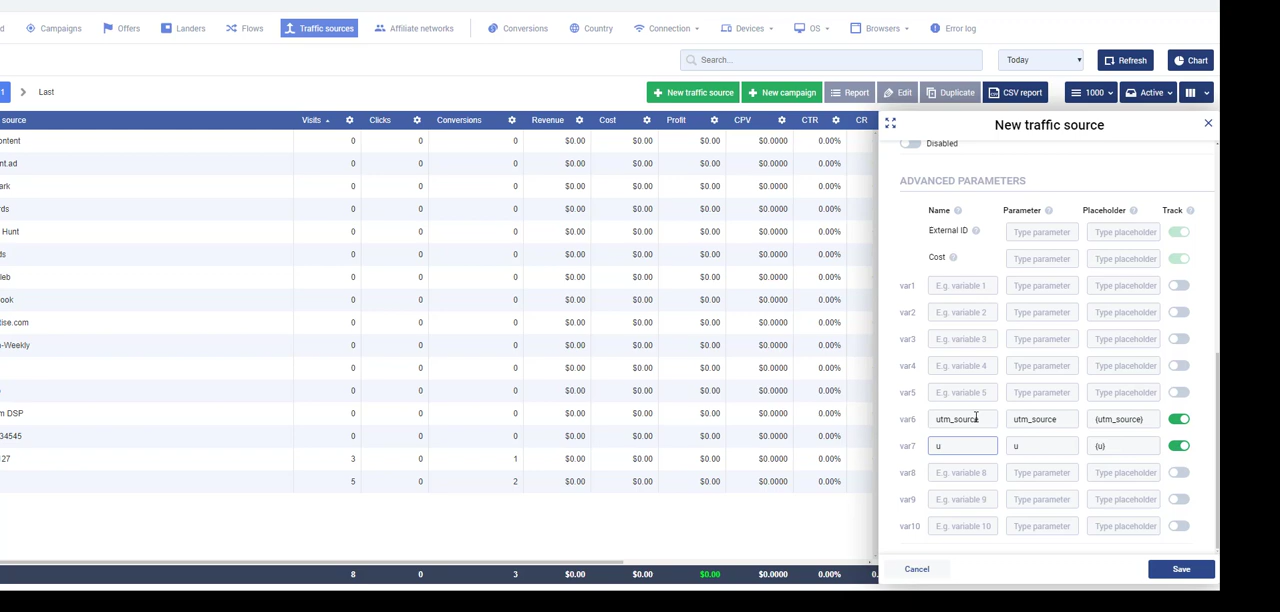 d Campaigns Offers Landers Flows Traffic sources Affiliate networks Conversions Country Connection Devices OS Browsers Error log
Search... Today Refresh Chart
1 Last New traffic source New campaign Report Edit Duplicate CSV report 1000 Active
source Visits Clicks Conversions Revenue Cost Profit CPV CTR CR
ontent 0 0 0 $0.00 $0.00 $0.00 $0.0000 0.00%
nt.ad 0 0 0 $0.00 $0.00 $0.00 $0.0000 0.00%
ark 0 0 0 $0.00 $0.00 $0.00 $0.0000 0.00%
rds 0 0 0 $0.00 $0.00 $0.00 $0.0000 0.00%
Hunt 0 0 0 $0.00 $0.00 $0.00 $0.0000 0.00%
ds 0 0 0 $0.00 $0.00 $0.00 $0.0000 0.00%
leb 0 0 0 $0.00 $0.00 $0.00 $0.0000 0.00%
ook 0 0 0 $0.00 $0.00 $0.00 $0.0000 0.00%
tise.com 0 0 0 $0.00 $0.00 $0.00 $0.0000 0.00%
-Weekly 0 0 0 $0.00 $0.00 $0.00 $0.0000 0.00%
0 0 0 $0.00 $0.00 $0.00 $0.0000 0.00%
0 0 0 $0.00 $0.00 $0.00 $0.0000 0.00%
m DSP 0 0 0 $0.00 $0.00 $0.00 $0.0000 0.00%
34545 0 0 0 $0.00 $0.00 $0.00 $0.0000 0.00%
127 3 0 1 $0.00 $0.00 $0.00 $0.0000 0.00%
5 0 2 $0.00 $0.00 $0.00 $0.0000 0.00%
8 0 3 $0.00 $0.00 $0.00 $0.0000 0.00% 0.
New traffic source
Disabled
ADVANCED PARAMETERS
Name Parameter Placeholder Track
External ID Type parameter Type placeholder
Cost Type parameter Type placeholder
var1 E.g. variable 1 Type parameter Type placeholder
var2 E.g. variable 2 Type parameter Type placeholder
var3 E.g. variable 3 Type parameter Type placeholder
var4 E.g. variable 4 Type parameter Type placeholder
var5 E.g. variable 5 Type parameter Type placeholder
var6 utm_source utm_source {utm_source}
var7 u u {u}
var8 E.g. variable 8 Type parameter Type placeholder
var9 E.g. variable 9 Type parameter Type placeholder
var10 E.g. variable 10 Type parameter Type placeholder
Cancel Save